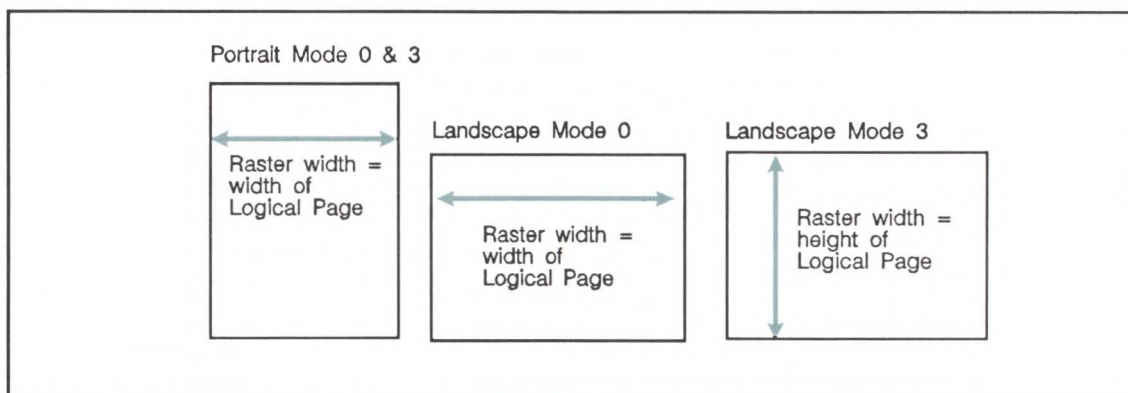 Portrait Mode 0 & 3
Raster width =
width of
Logical Page
Landscape Mode 0
Raster width =
width of
Logical Page
Landscape Mode 3
Raster width =
height of
Logical Page